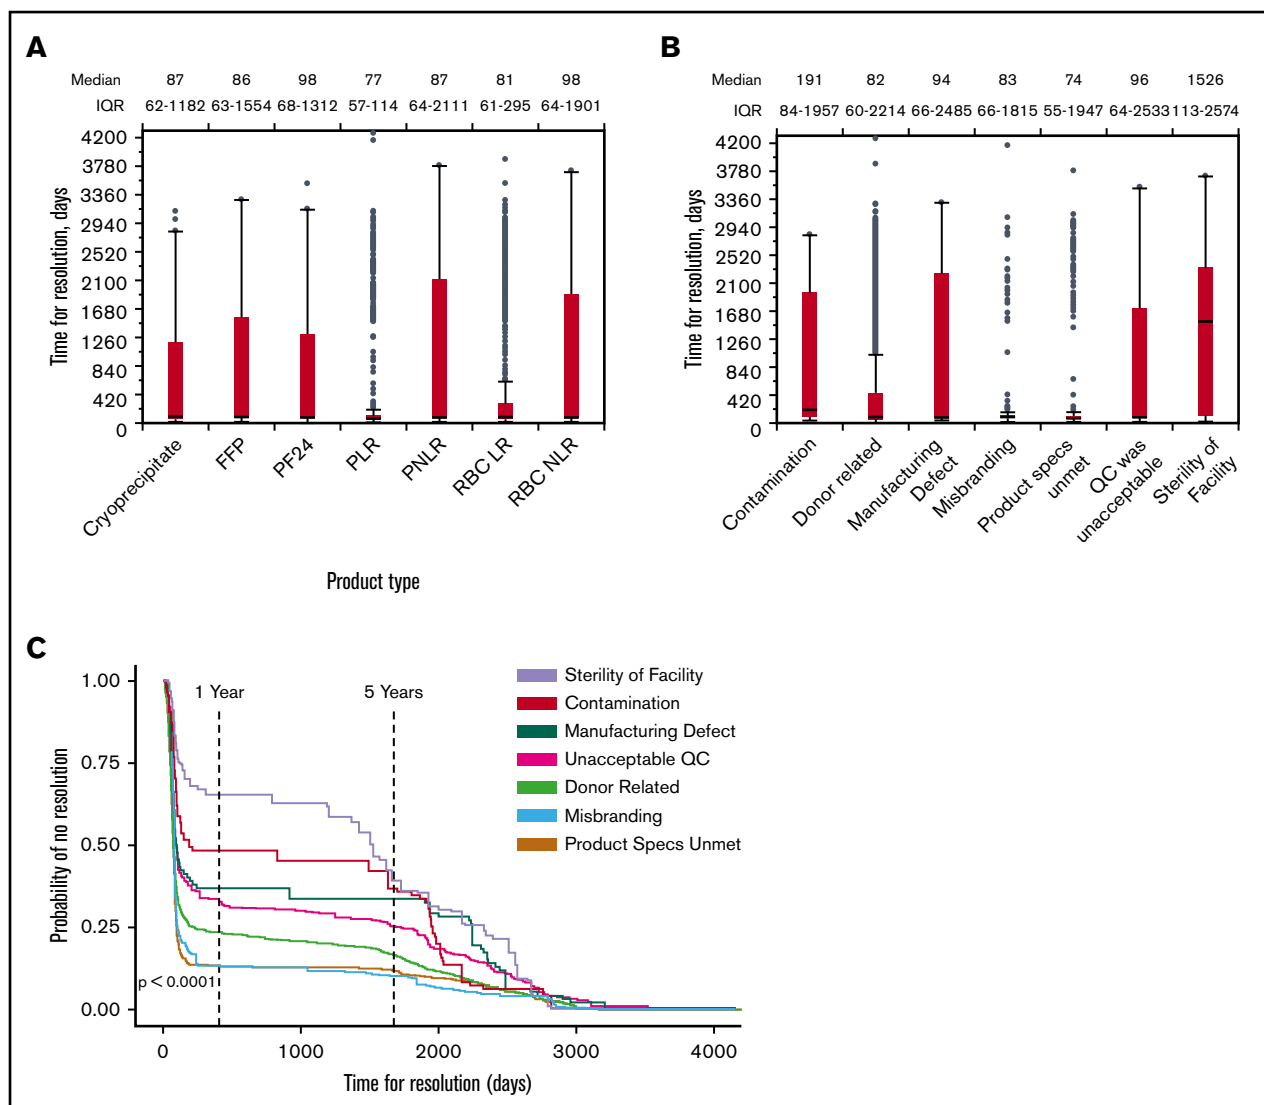 A
Median 87 86 98 77 87 81 98
IQR 62-1182 63-1554 68-1312 57-114 64-2111 61-295 64-1901
Time for resolution, days
4200
3780
3360
2940
2520
2100
1680
1260
840
420
0
Cryoprecipitate
FFP
PF24
PLR
PNLR
RBC LR
RBC NLR
Product type
B
Median 191 82 94 83 74 96 1526
IQR 84-1957 60-2214 66-2485 66-1815 55-1947 64-2533 113-2574
Time for resolution, days
4200
3780
3360
2940
2520
2100
1680
1260
840
420
0
Contamination
Donor related
Manufacturing
Defect
Misbranding
Product specs
unmet
QC was
unacceptable
Sterility of
Facility
C
Probability of no resolution
1.00
0.75
0.50
0.25
0.00
1 Year
5 Years
p < 0.0001
Sterility of Facility
Contamination
Manufacturing Defect
Unacceptable QC
Donor Related
Misbranding
Product Specs Unmet
0 1000 2000 3000 4000
Time for resolution (days)